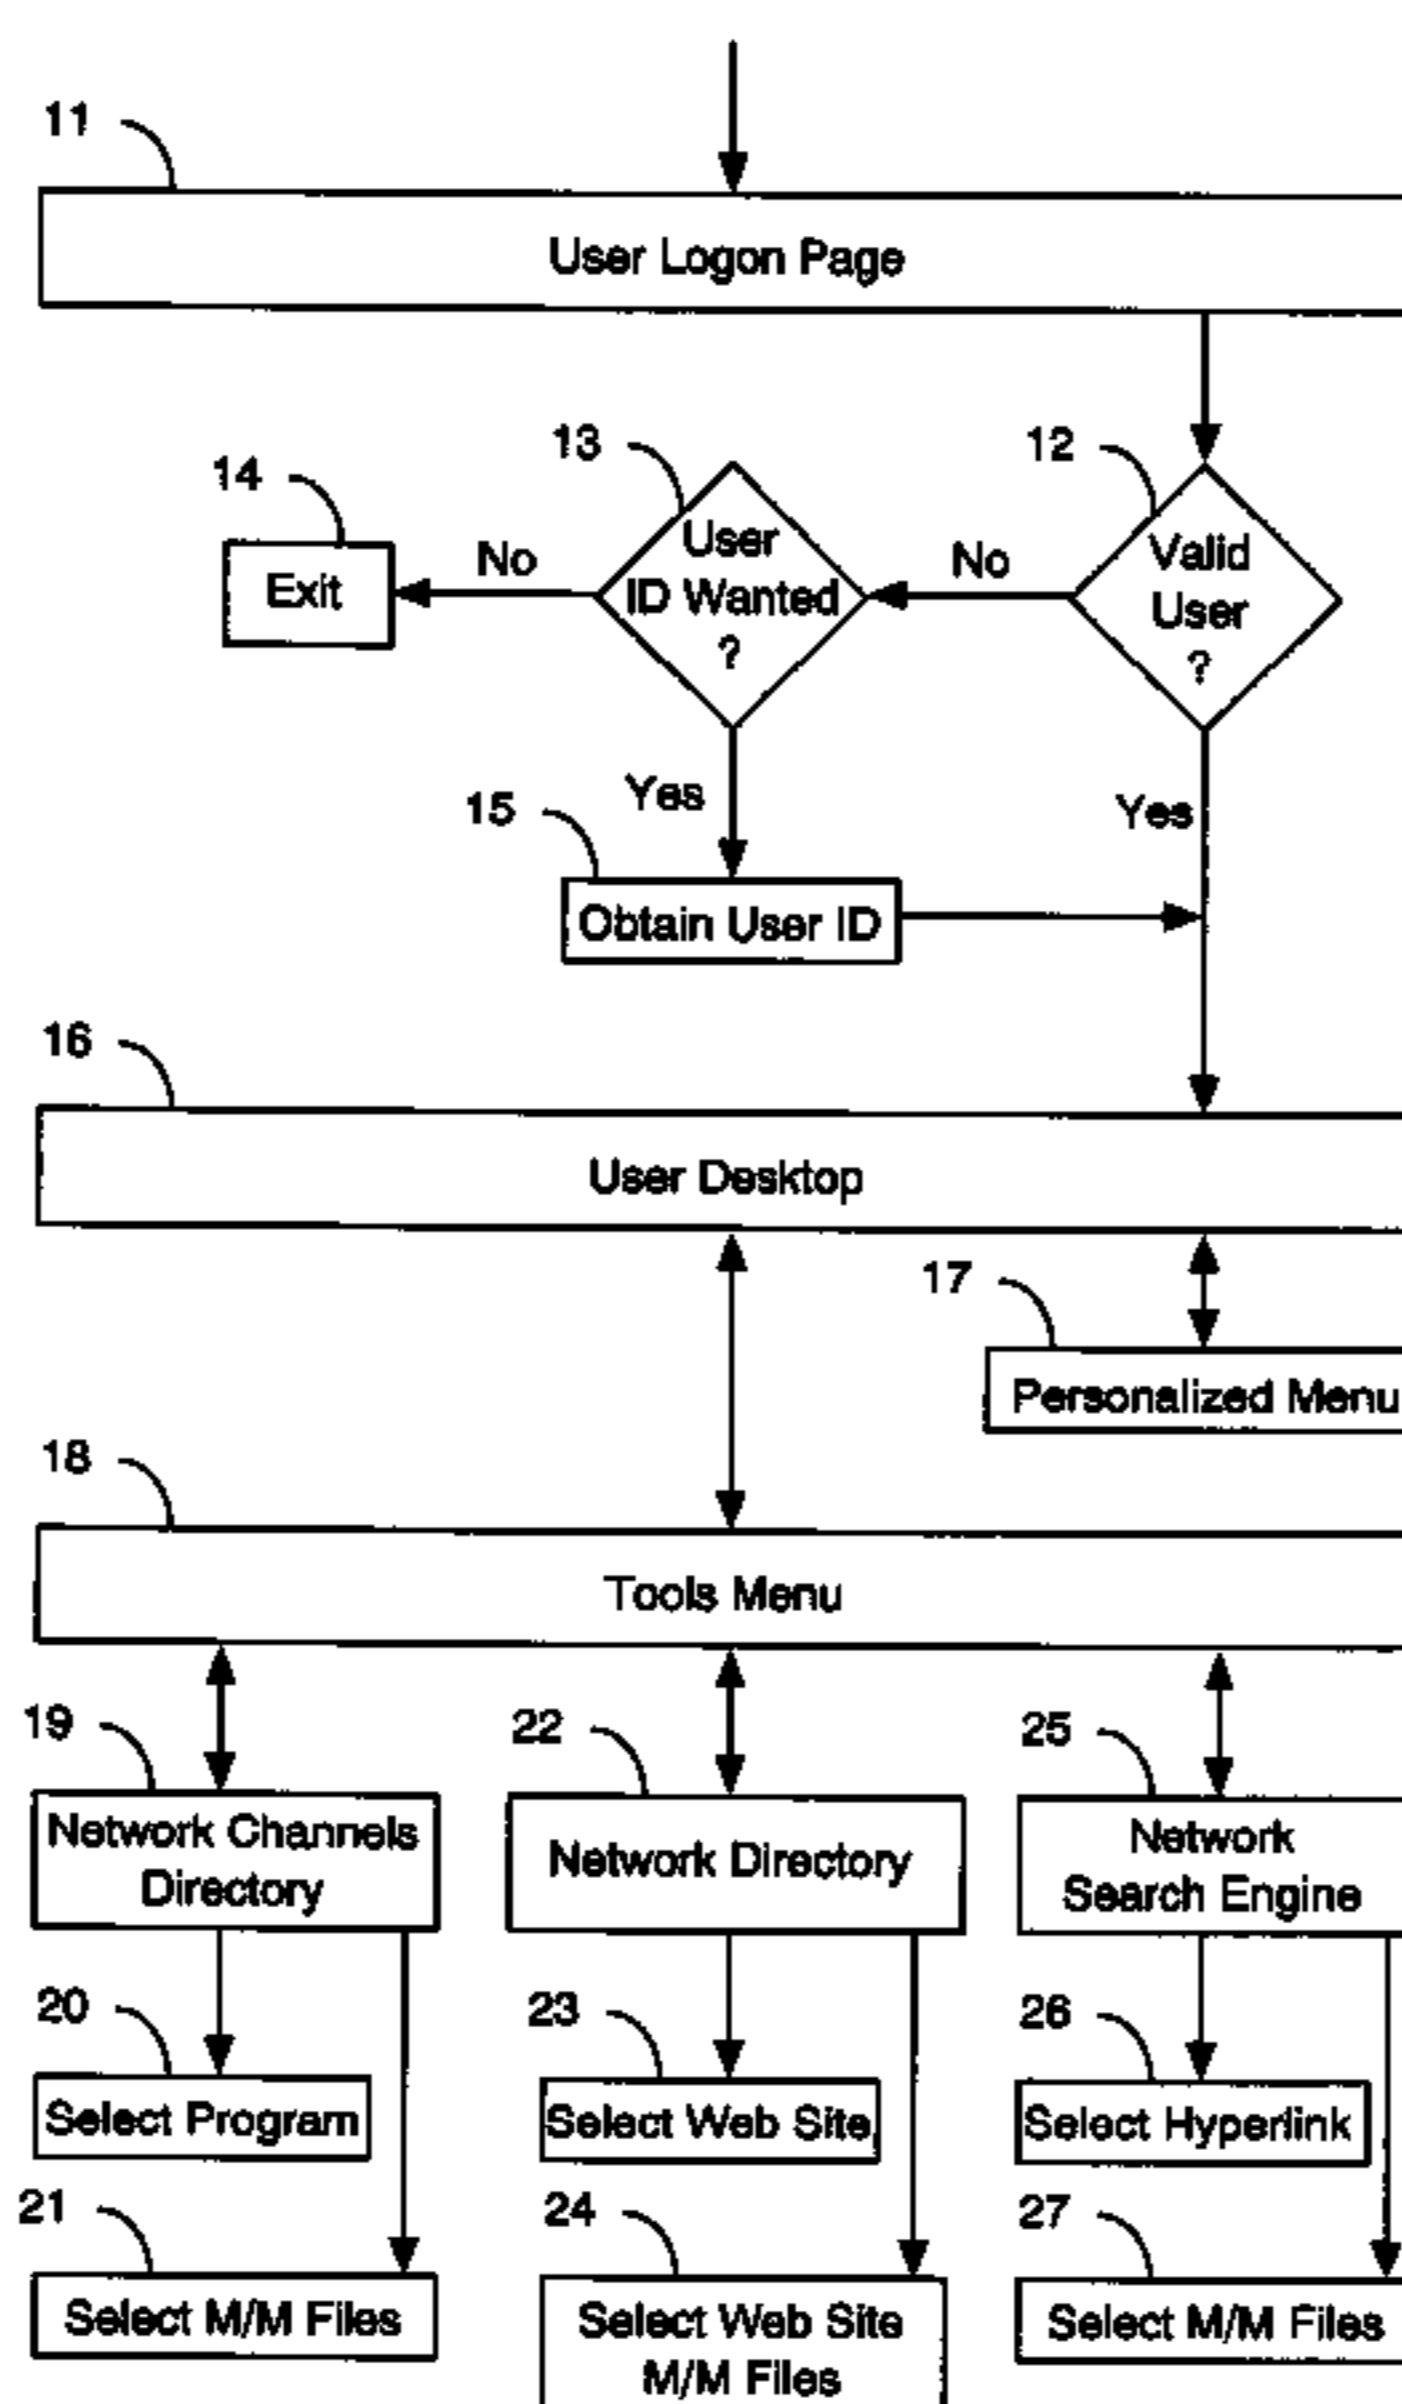 11
User Logon Page
13
12
14
User
ID Wanted
?
Valid
User
?
No
No
Exit
Yes
Yes
15
Obtain User ID
16
User Desktop
17
Personalized Menu
18
Tools Menu
19
22
25
Network Channels
Directory
Network Directory
Network
Search Engine
20
23
26
Select Program
Select Web Site
Select Hyperlink
21
24
27
Select M/M Files
Select Web Site
M/M Files
Select M/M Files